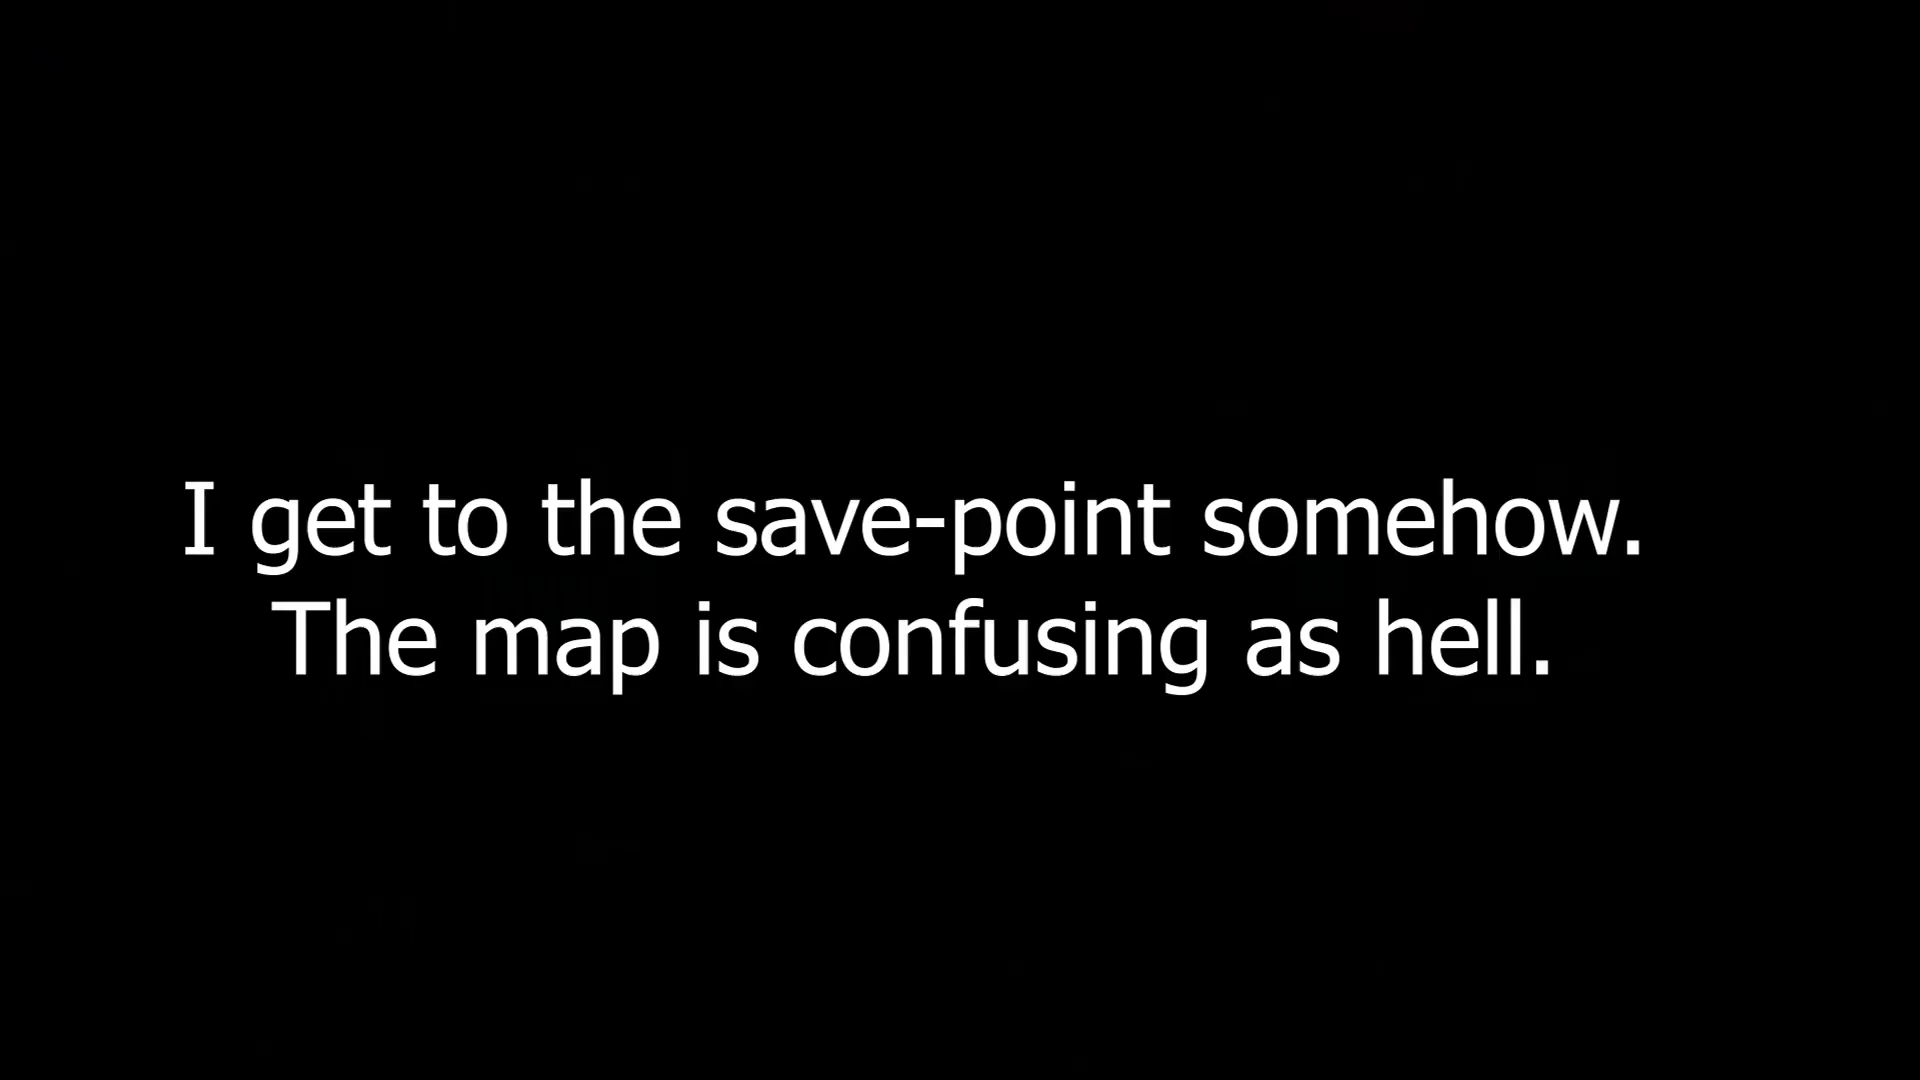 I get to the save-point somehow.
The map is confusing as hell.